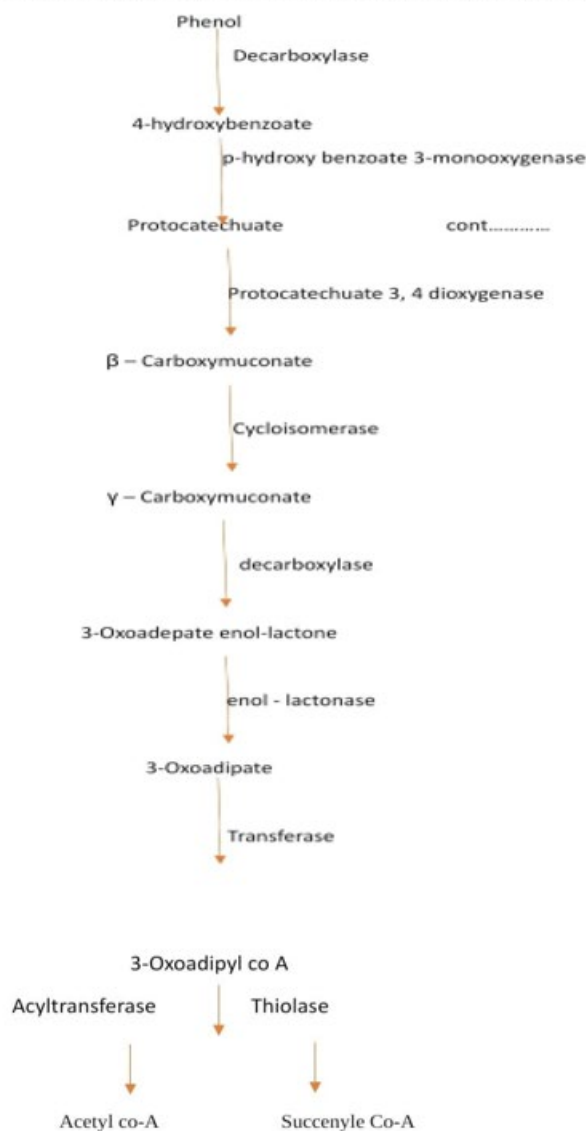 Phenol
Decarboxylase
4-hydroxybenzoate
p-hydroxy benzoate 3-monooxygenase
Protocatechuate cont............
Protocatechuate 3, 4 dioxygenase
β – Carboxymuconate
Cycloisomerase
γ – Carboxymuconate
decarboxylase
3-Oxoadepate enol-lactone
enol - lactonase
3-Oxoadipate
Transferase
3-Oxoadipyl co A
Acyltransferase Thiolase
Acetyl co-A Succenyle Co-A